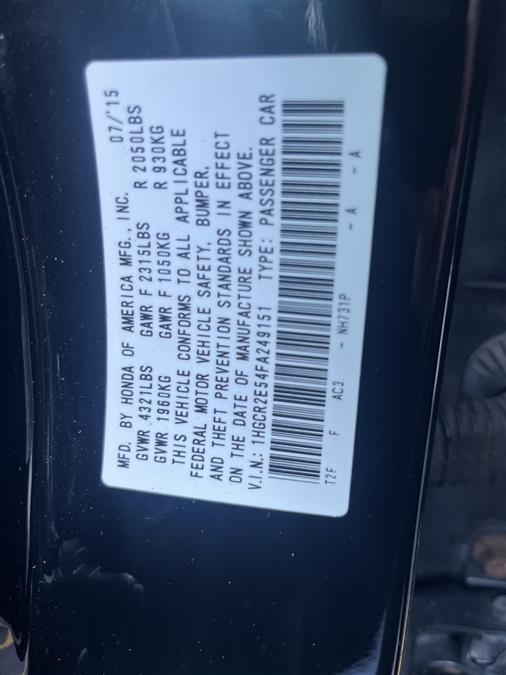 MFD. BY HONDA OF AMERICA MFG., INC. 07/'15
GVWR 4321LBS GAWR F 2315LBS R 2050LBS
GVWR 1960KG GAWR F 1050KG R 930KG
THIS VEHICLE CONFORMS TO ALL APPLICABLE
FEDERAL MOTOR VEHICLE SAFETY, BUMPER,
AND THEFT PREVENTION STANDARDS IN EFFECT
ON THE DATE OF MANUFACTURE SHOWN ABOVE.
V.I.N.: 1HGCR2E54FA249151 TYPE: PASSENGER CAR
T2F F AC3 - NH731P - A - A